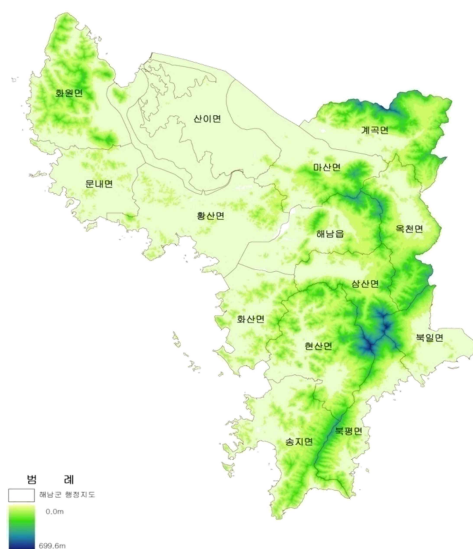 화원면
산이면
계곡면
마산면
문내면
황산면
옥천면
해남읍
삼산면
화산면
현산면
북일면
송지면
북평면
범 례
해남군 행정지도
0.0m
699.6m